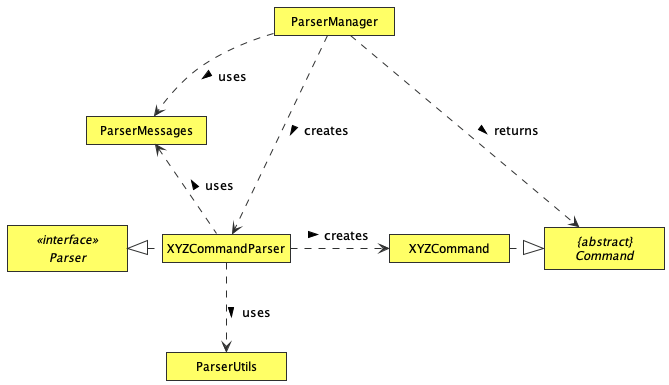 ParserManager
uses
ParserMessages
creates
returns
uses
«interface»
Parser
XYZCommandParser
creates
XYZCommand
{abstract}
Command
uses
ParserUtils